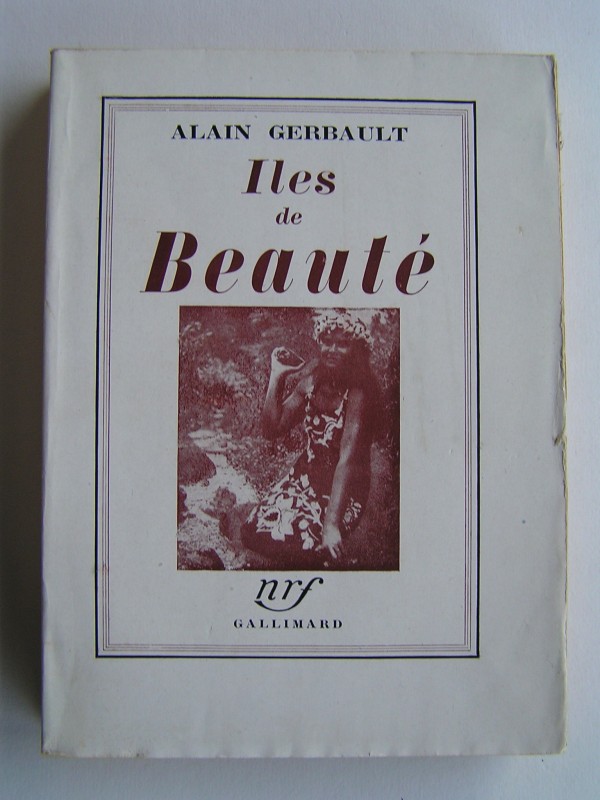 ALAIN GERBAULT
Iles
de
Beauté
nrf
GALLIMARD